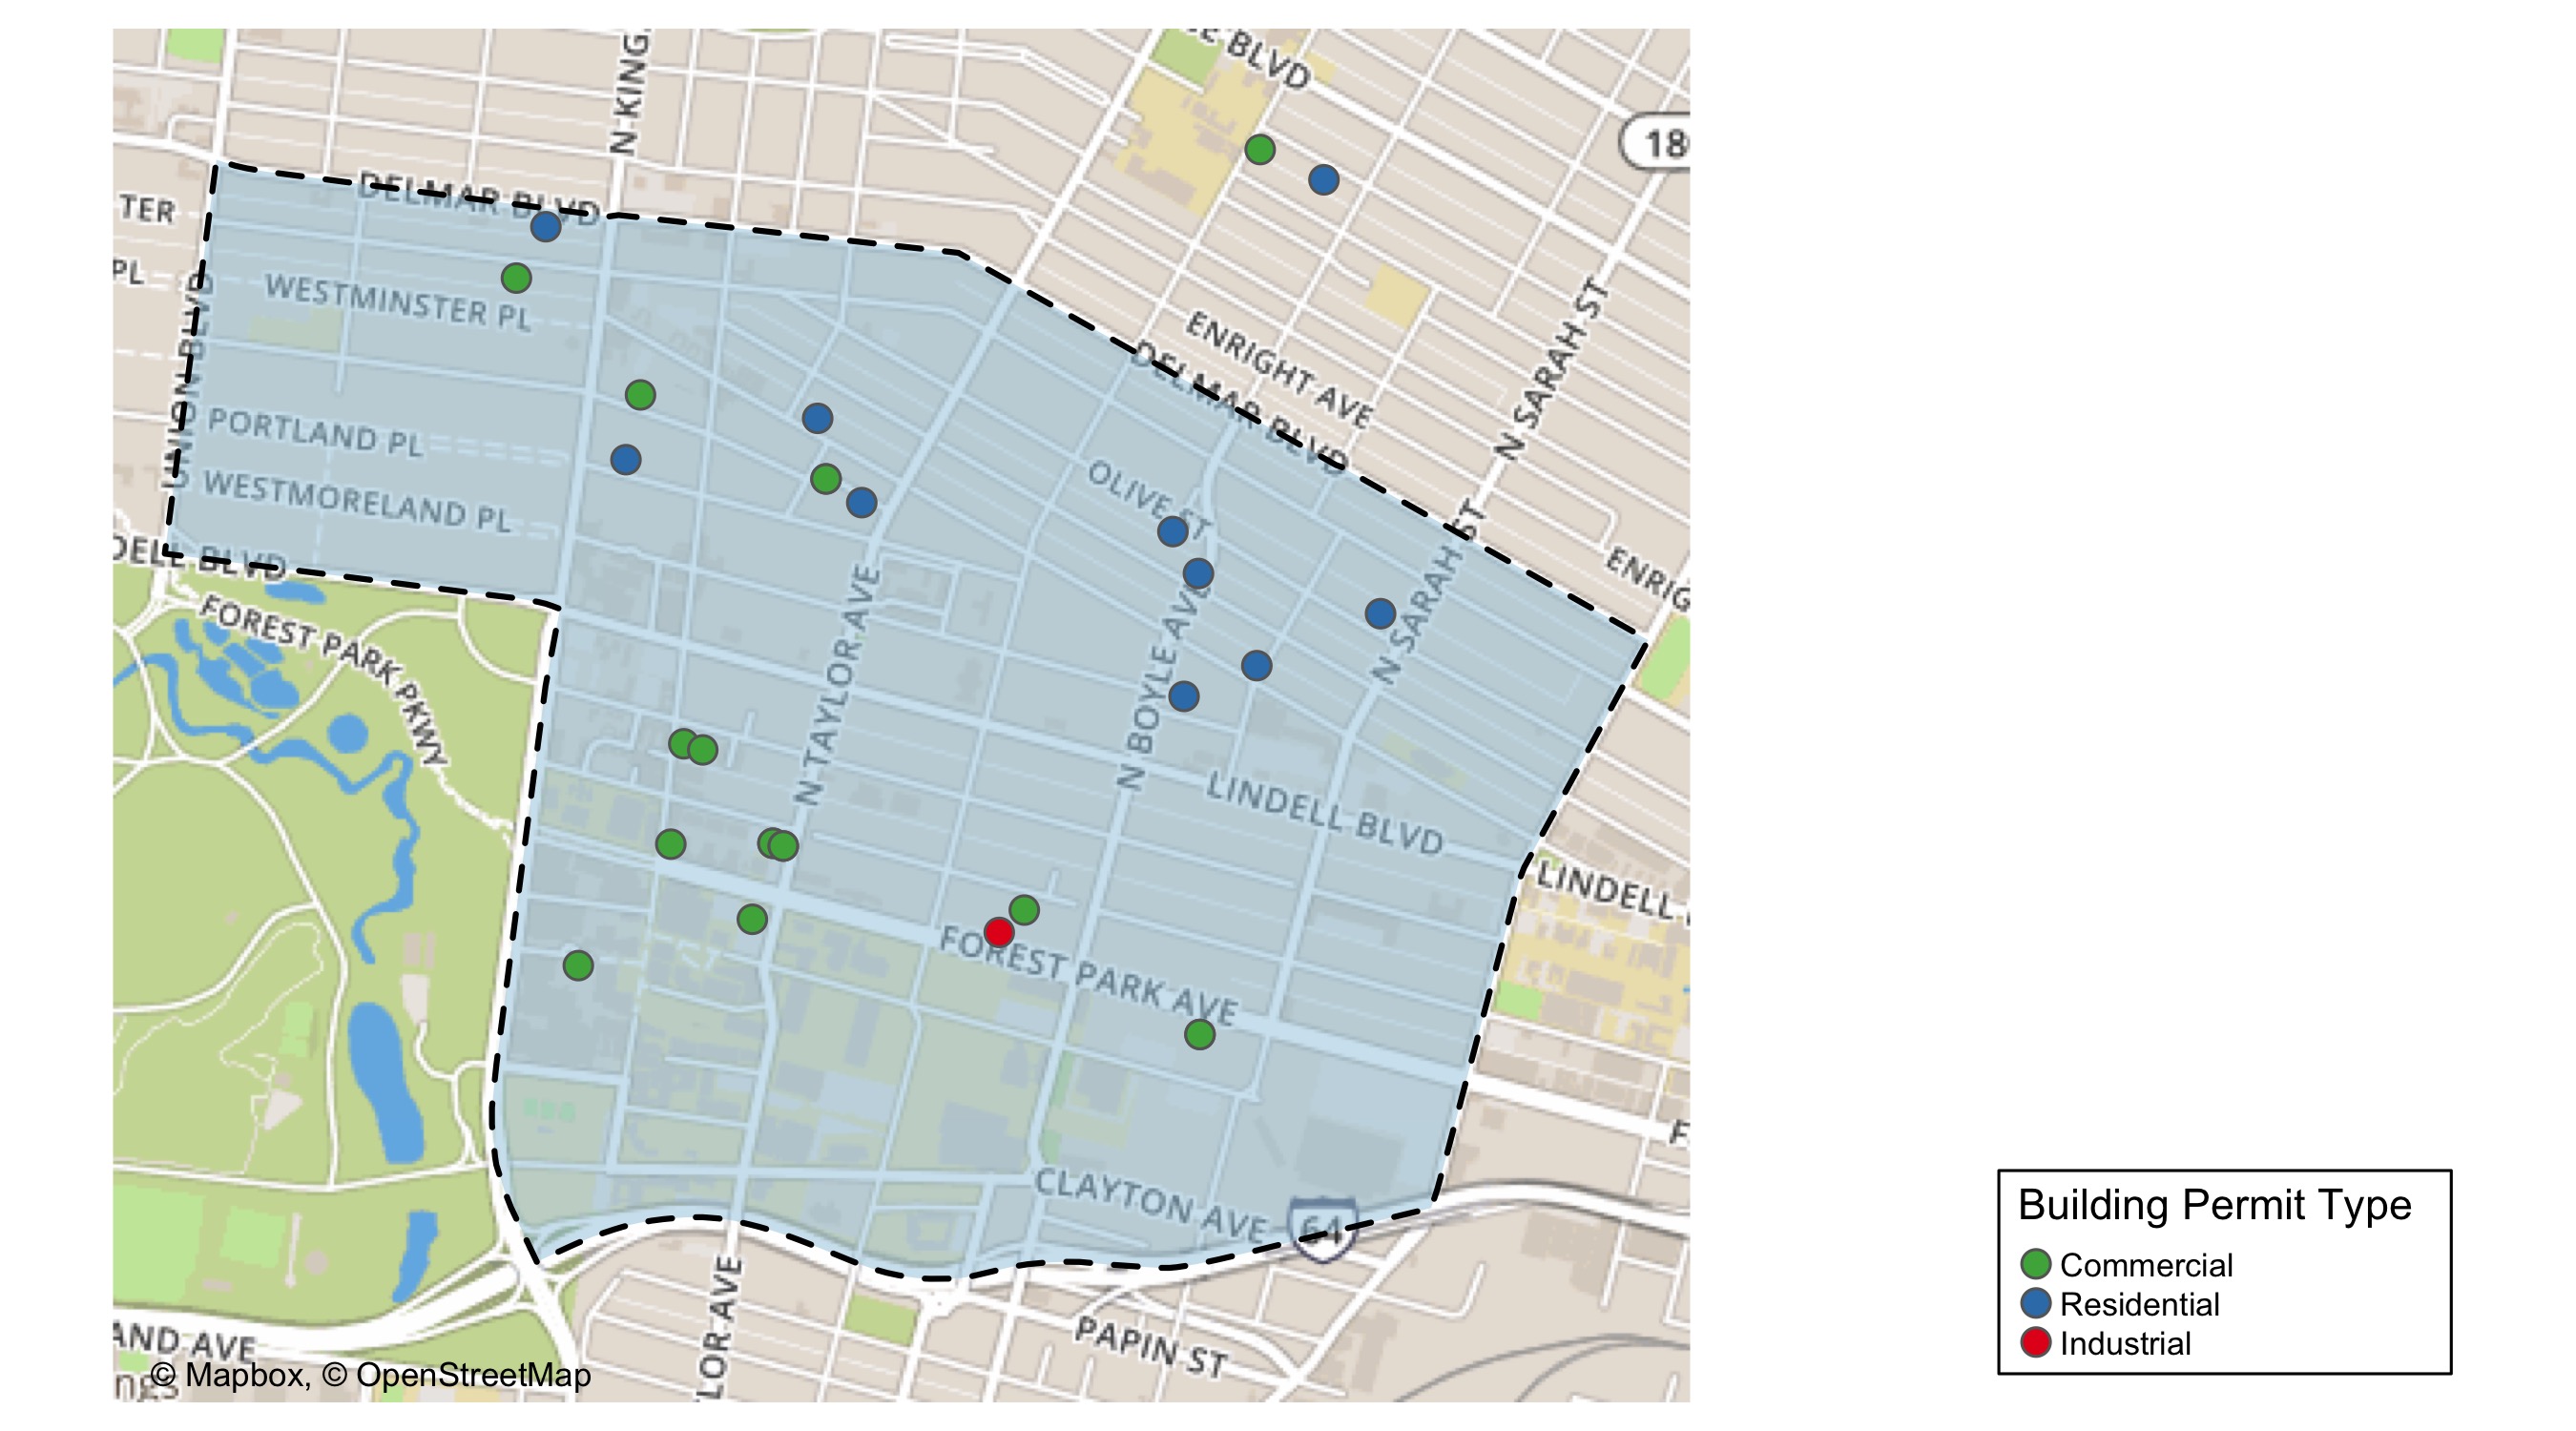 BLVD
N KING
18
DELMAR BLVD
TER
PL
WESTMINSTER PL
UNION BLVD
ENRIGHT AVE
DELMAR BLVD
N SARAH ST
PORTLAND PL
WESTMORELAND PL
OLIVE ST
DELL BLVD
ENRIG
FOREST PARK PKWY
N TAYLOR AVE
N BOYLE AVE
N SARAH ST
LINDELL BLVD
LINDELL
FOREST PARK AVE
F
CLAYTON AVE
64
LOR AVE
PAPIN ST
AND AVE
© Mapbox, © OpenStreetMap
Building Permit Type
Commercial
Residential
Industrial